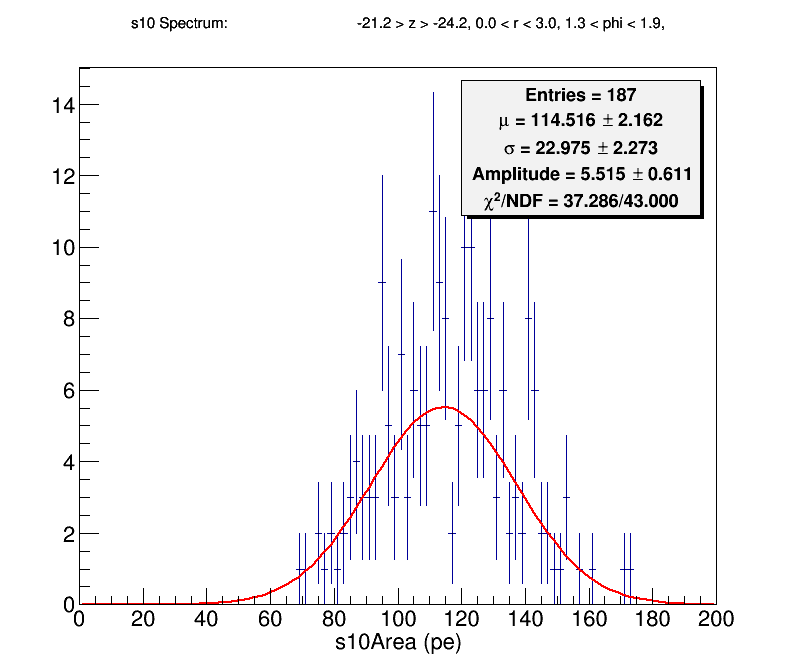 s10 Spectrum: -21.2 > z > -24.2, 0.0 < r < 3.0, 1.3 < phi < 1.9,
Entries = 187
μ = 114.516 ± 2.162
σ = 22.975 ± 2.273
Amplitude = 5.515 ± 0.611
χ²/NDF = 37.286/43.000
14
12
10
8
6
4
2
0
0 20 40 60 80 100 120 140 160 180 200
s10Area (pe)